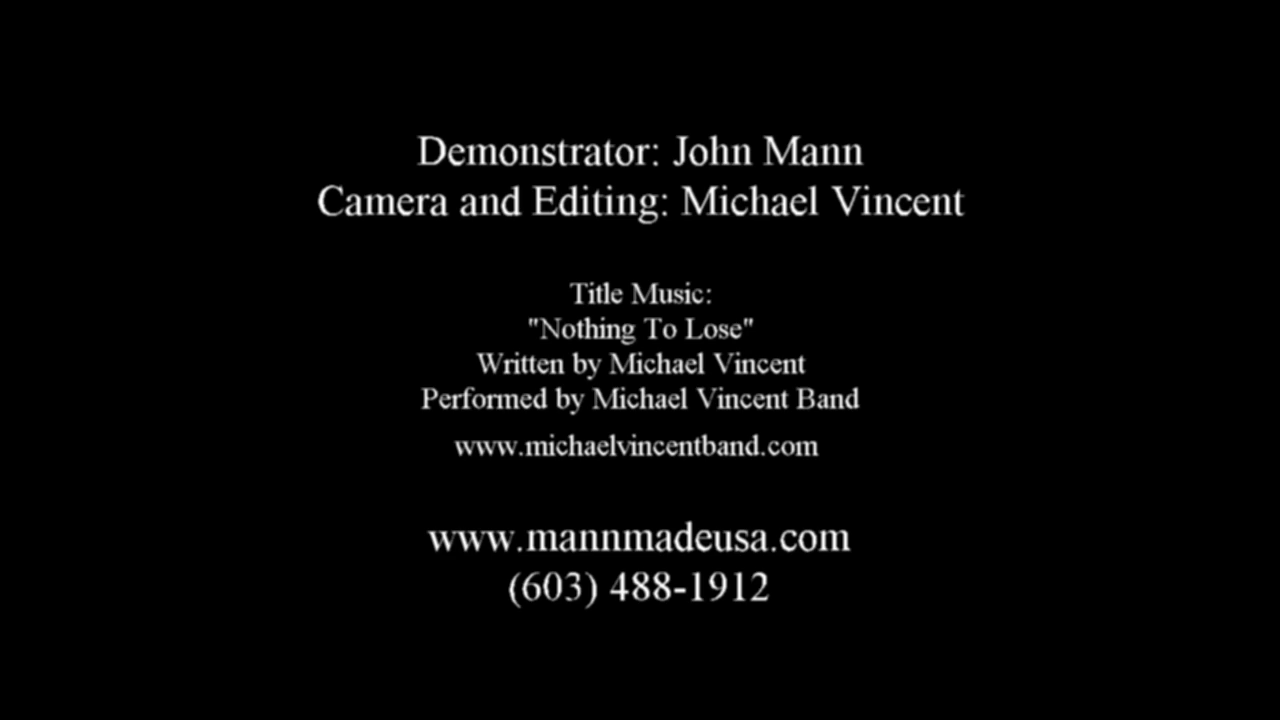 Demonstrator: John Mann
Camera and Editing: Michael Vincent
Title Music:
"Nothing To Lose"
Written by Michael Vincent
Performed by Michael Vincent Band
www.michaelvincentband.com
www.mannmadeusa.com
(603) 488-1912